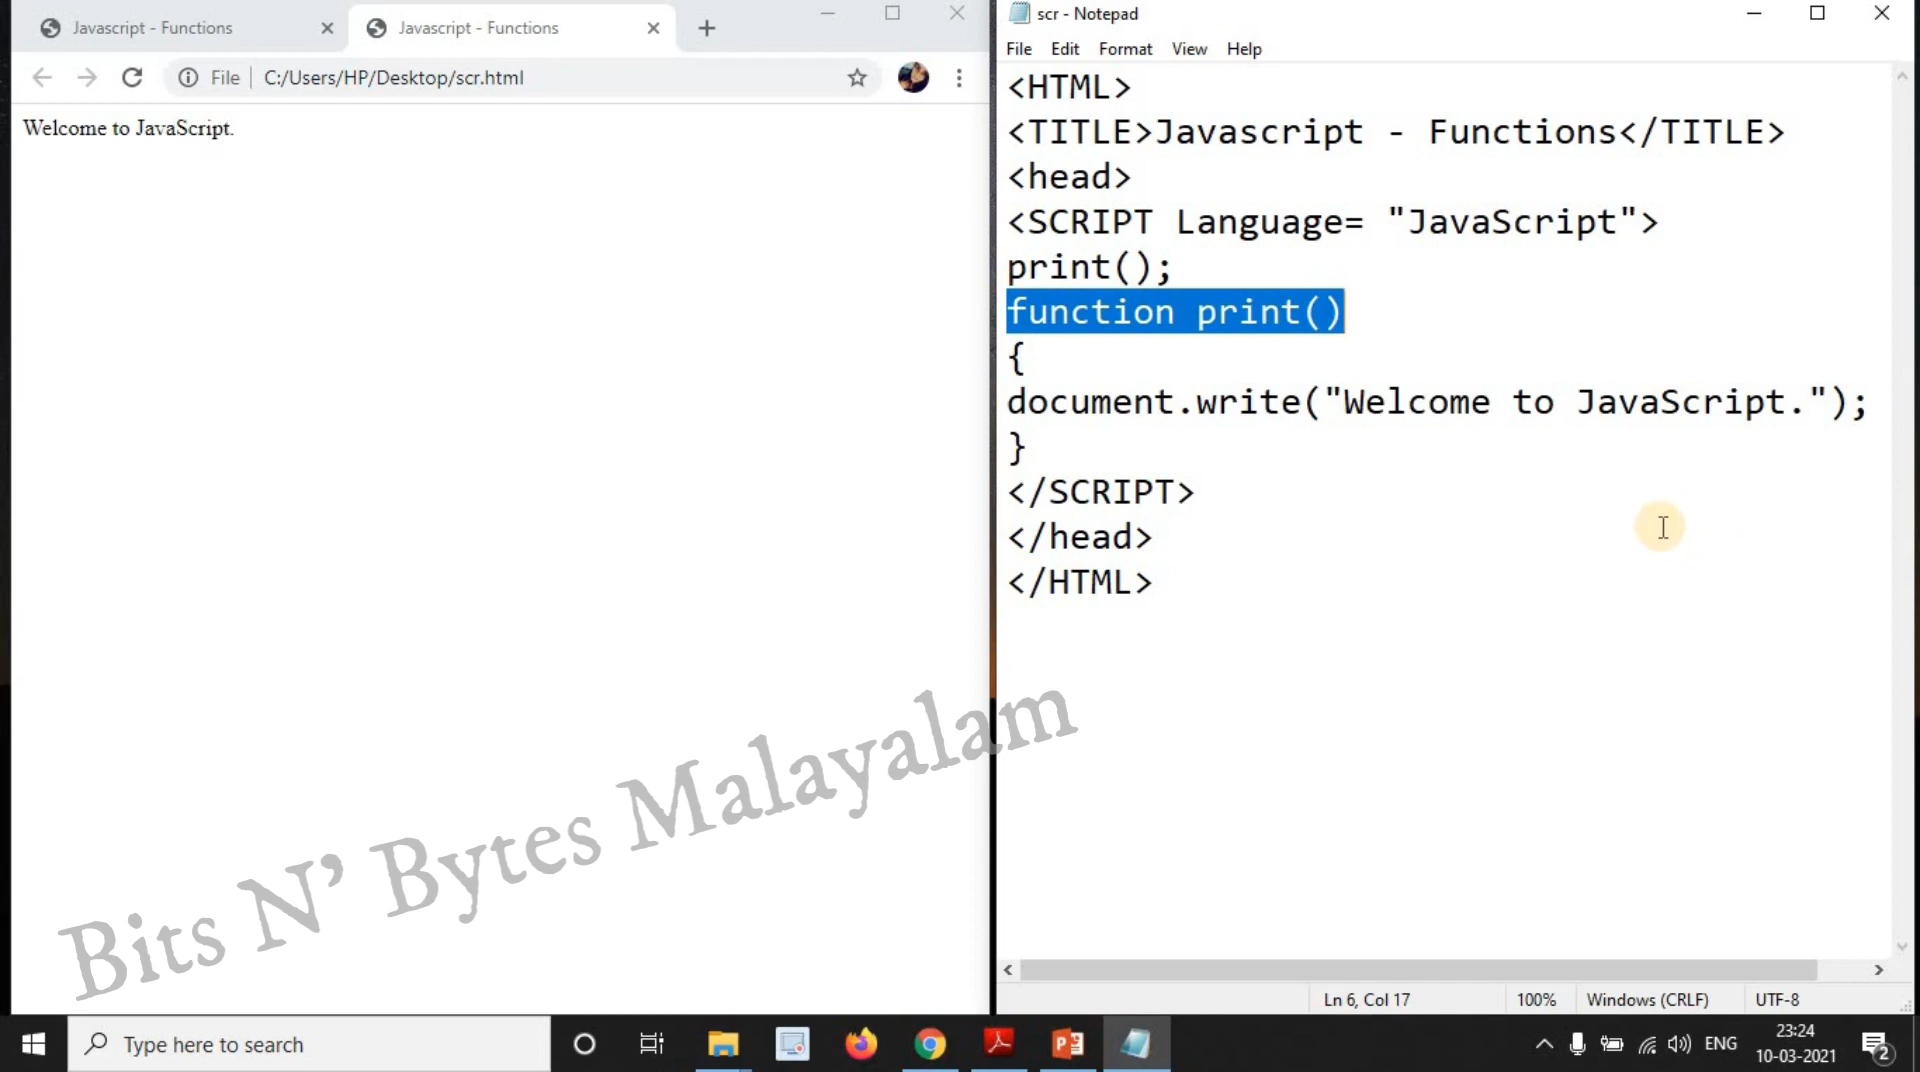 Javascript - Functions
Javascript - Functions
File
C:/Users/HP/Desktop/scr.html
Welcome to JavaScript.
scr - Notepad
File Edit Format View Help
<HTML>
<TITLE>Javascript - Functions</TITLE>
<head>
<SCRIPT Language= "JavaScript">
print();
function print()
{
document.write("Welcome to JavaScript.");
}
</SCRIPT>
</head>
</HTML>
Bits N’ Bytes Malayalam
Ln 6, Col 17
100%
Windows (CRLF)
UTF-8
Type here to search
ENG
23:24
10-03-2021
2